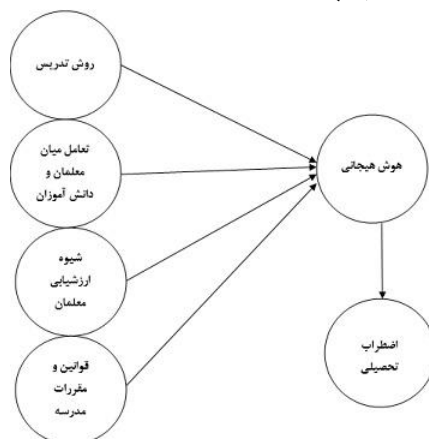 روش تدریس
تعامل میان
معلمان و
دانش آموزان
شیوه
ارزشیابی
معلمان
قوانین و
مقررات
مدرسه
هوش هیجانی
اضطراب
تحصیلی